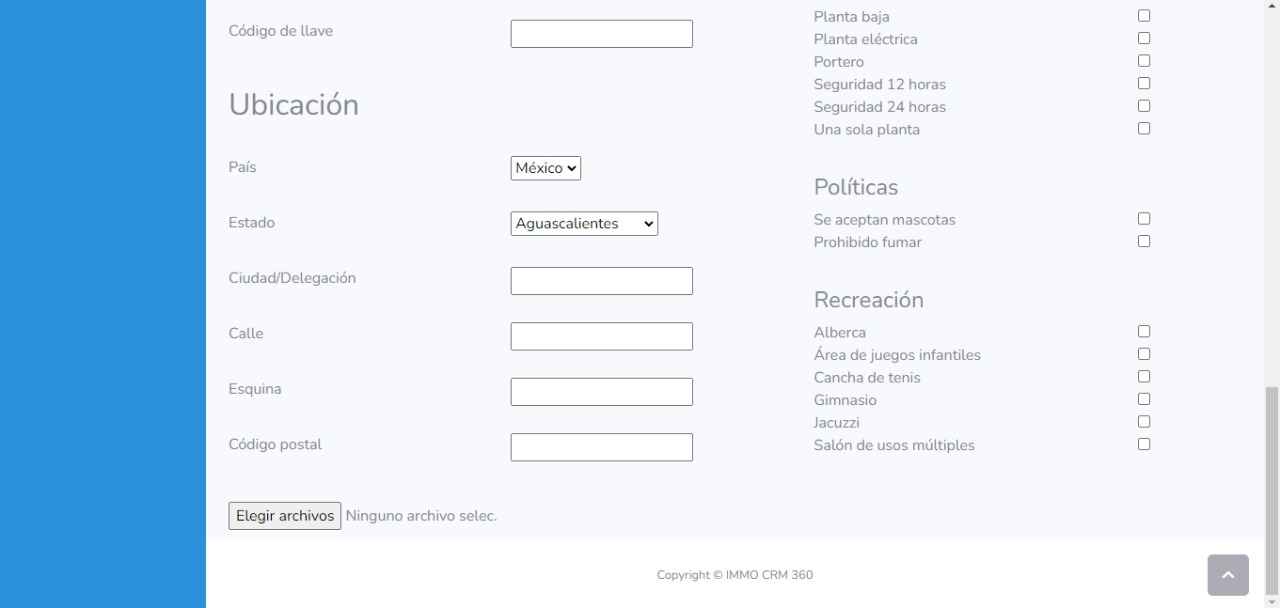 Código de llave
Ubicación
País
México
Estado
Aguascalientes
Ciudad/Delegación
Calle
Esquina
Código postal
Elegir archivos Ninguno archivo selec.
Planta baja
Planta eléctrica
Portero
Seguridad 12 horas
Seguridad 24 horas
Una sola planta
Políticas
Se aceptan mascotas
Prohibido fumar
Recreación
Alberca
Área de juegos infantiles
Cancha de tenis
Gimnasio
Jacuzzi
Salón de usos múltiples
Copyright © IMMO CRM 360